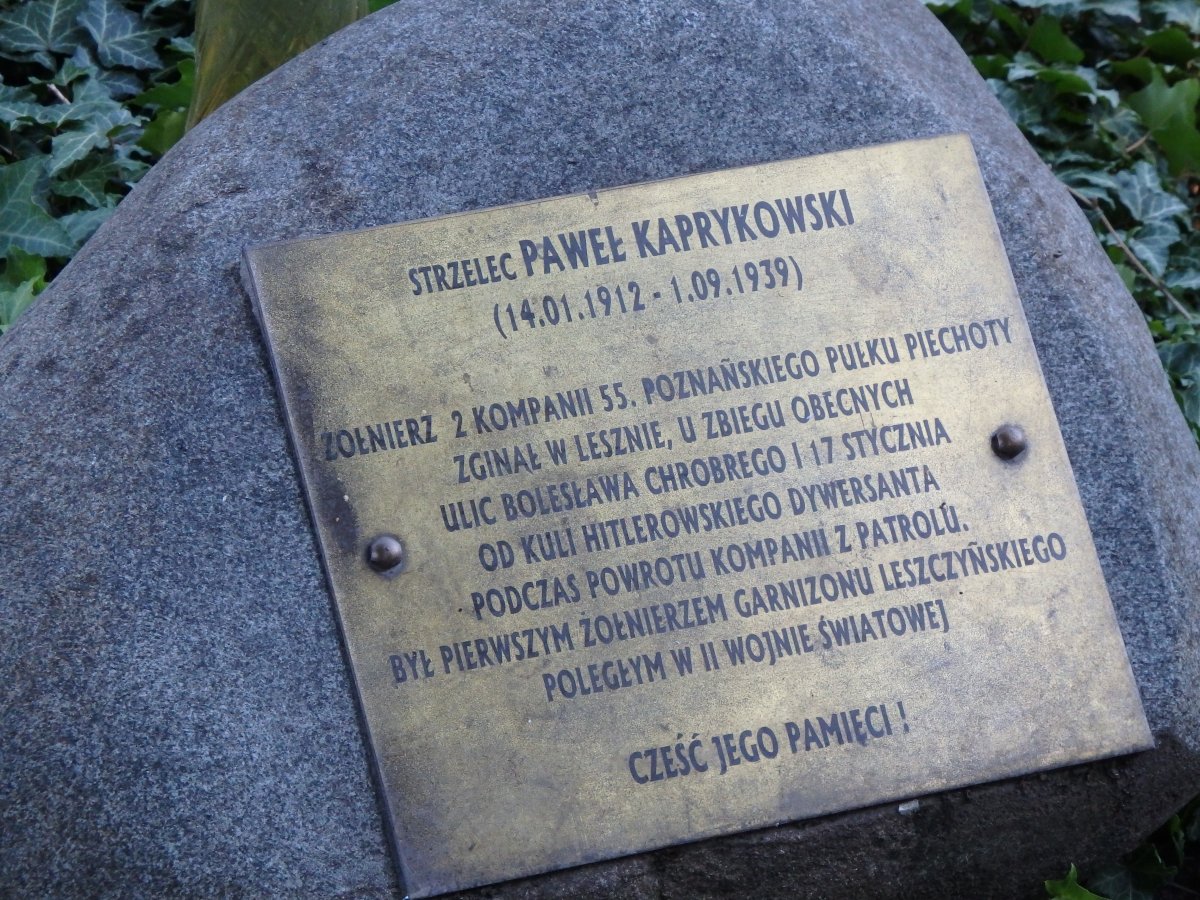 STRZELEC PAWEŁ KAPRYKOWSKI
(14.01.1912 - 1.09.1939)
ŻOŁNIERZ 2 KOMPANII 55. POZNAŃSKIEGO PUŁKU PIECHOTY
ZGINĄŁ W LESZNIE, U ZBIEGU OBECNYCH
ULIC BOLESŁAWA CHROBREGO I 17 STYCZNIA
OD KULI HITLEROWSKIEGO DYWERSANTA
PODCZAS POWROTU KOMPANII Z PATROLU.
BYŁ PIERWSZYM ŻOŁNIERZEM GARNIZONU LESZCZYŃSKIEGO
POLEGŁYM W II WOJNIE ŚWIATOWEJ
CZEŚĆ JEGO PAMIĘCI !